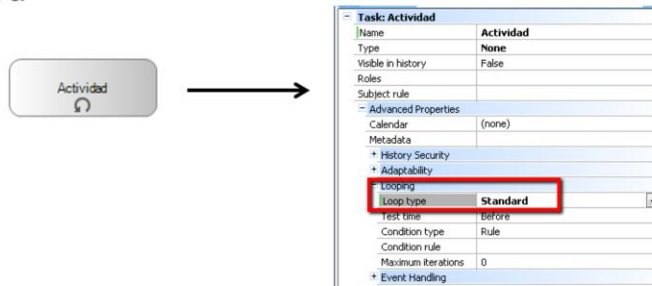 Actividad
Task: Actividad
Name Actividad
Type None
Visible in history False
Roles
Subject rule
Advanced Properties
Calendar (none)
Metadata
+ History Security
+ Adaptability
Looping
Loop type Standard
Test time Before
Condition type Rule
Condition rule
Maximum iterations 0
+ Event Handling